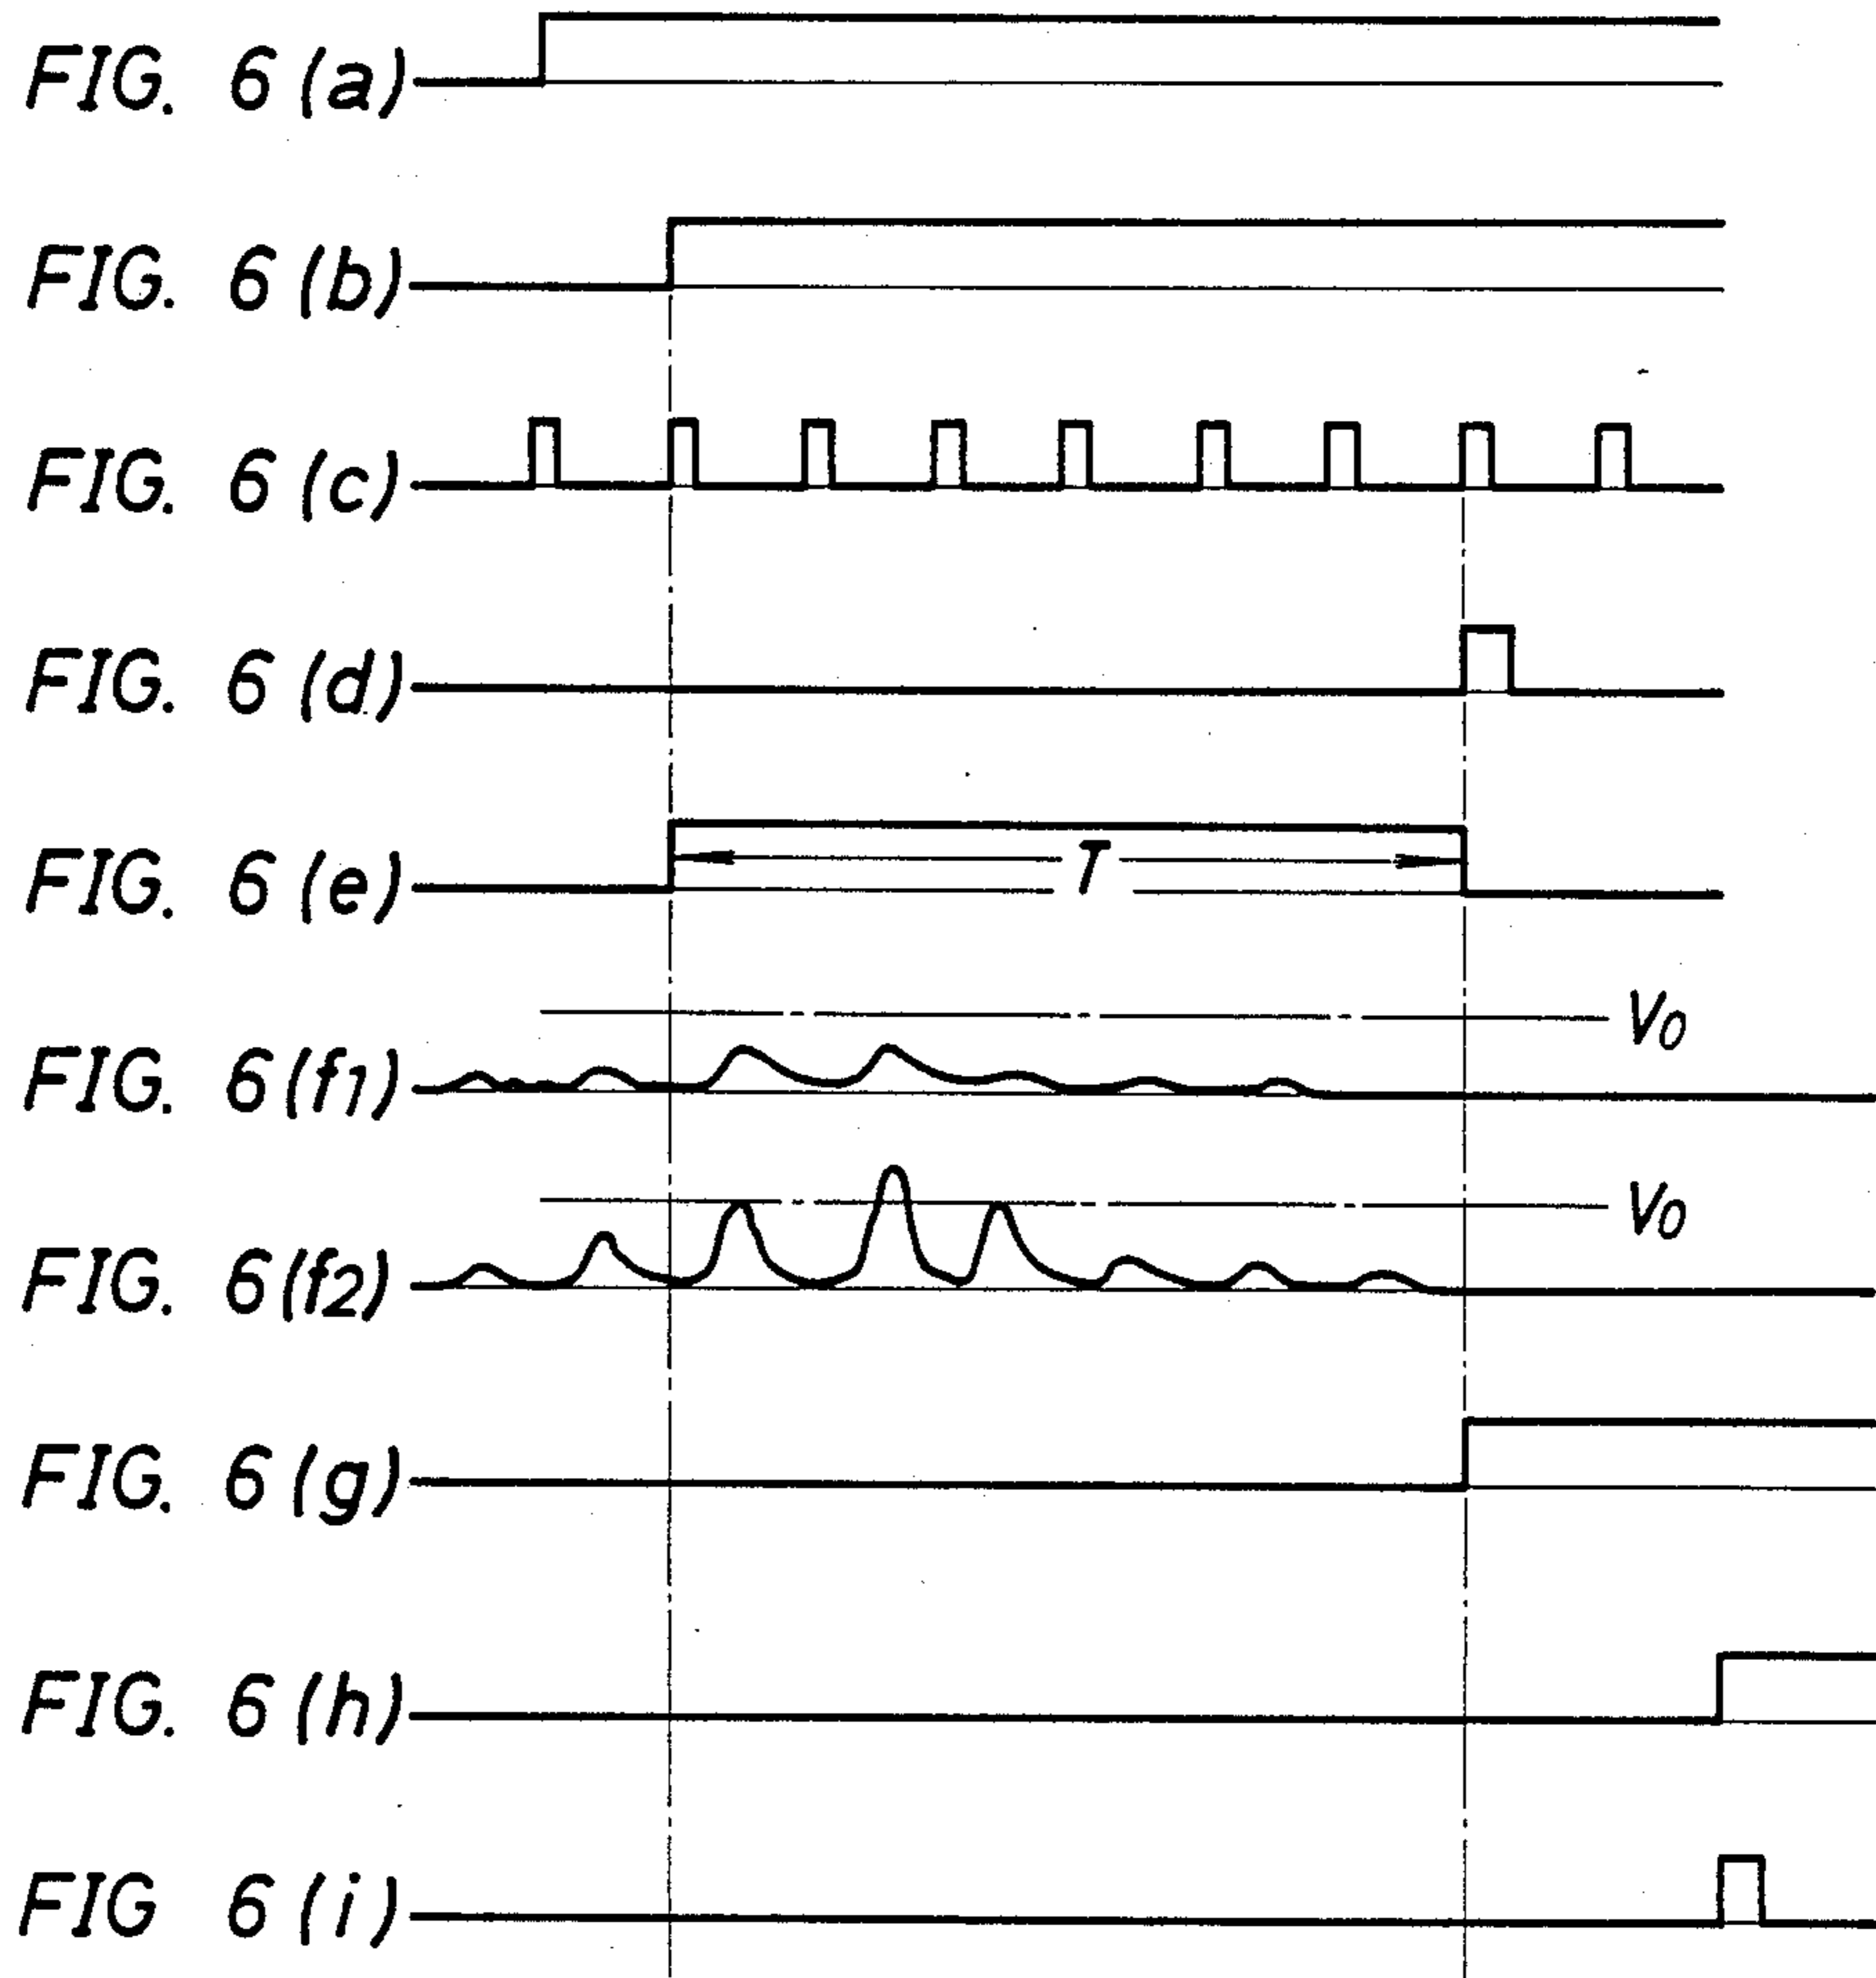 FIG. 6 (a)
FIG. 6 (b)
FIG. 6 (c)
FIG. 6 (d)
FIG. 6 (e)
T
V0
FIG. 6 (f1)
V0
FIG. 6 (f2)
FIG. 6 (g)
FIG. 6 (h)
FIG 6 (i)